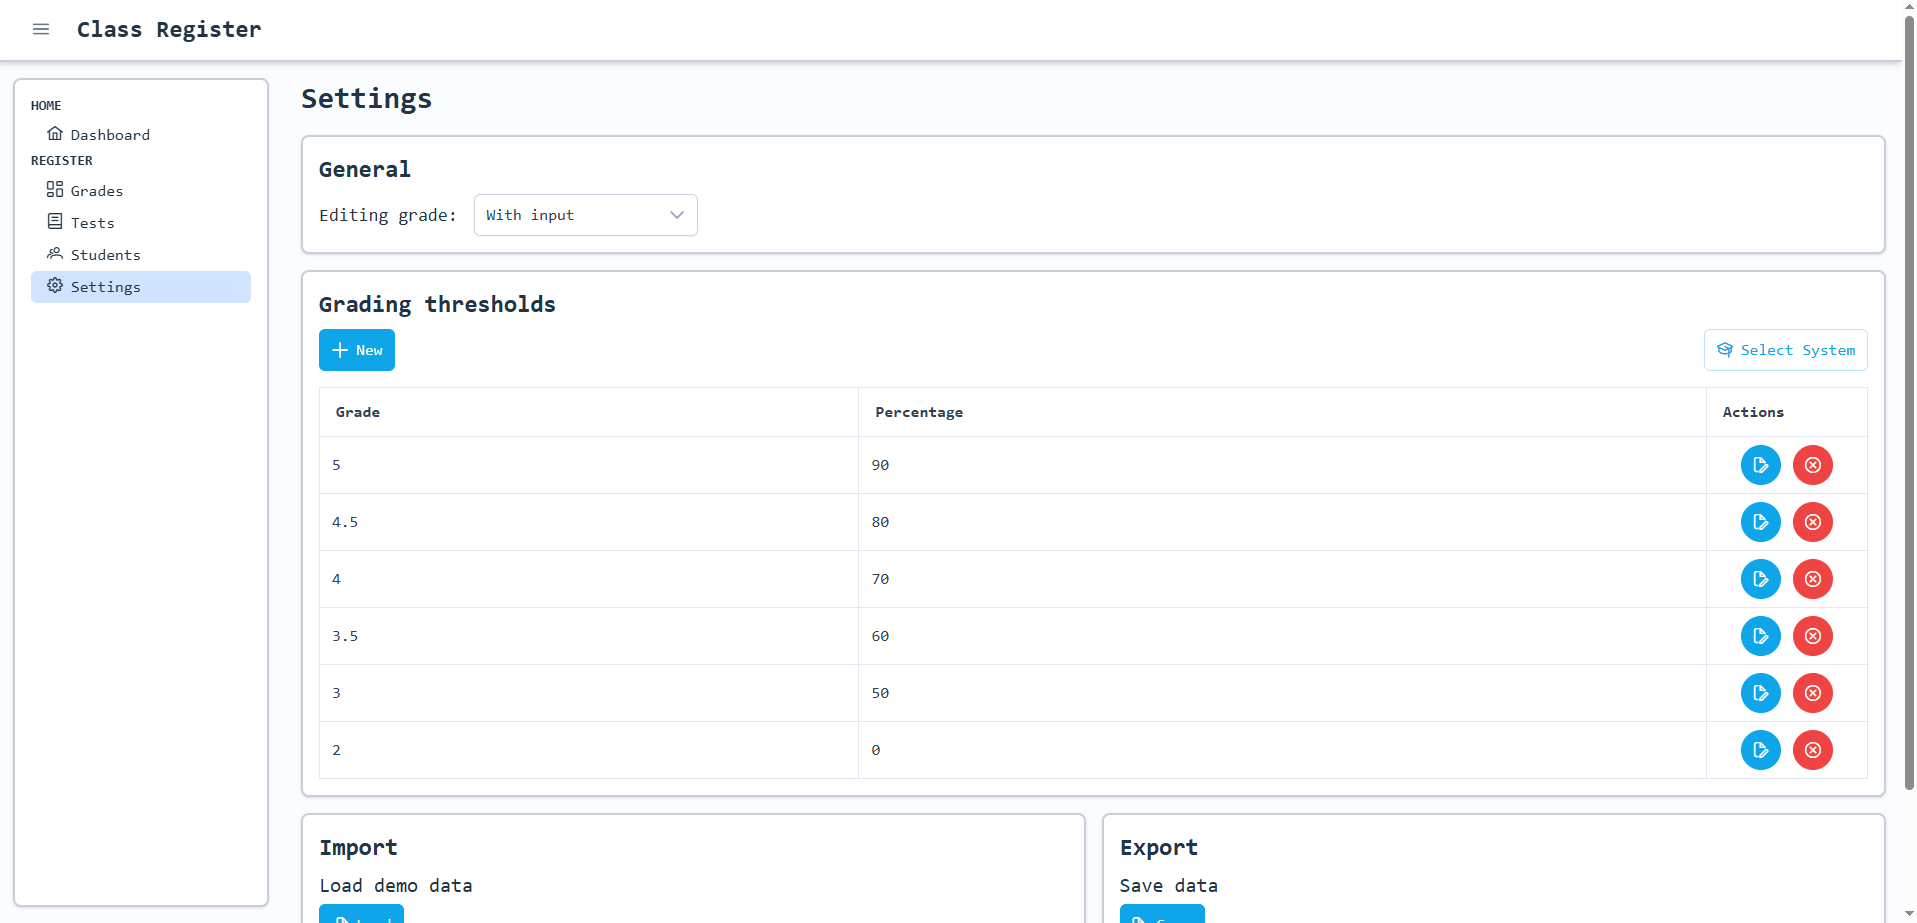 Class Register
HOME
Dashboard
REGISTER
Grades
Tests
Students
Settings
Settings
General
Editing grade: With input
Grading thresholds
New
Select System
Grade Percentage Actions
5 90
4.5 80
4 70
3.5 60
3 50
2 0
Import
Load demo data
Export
Save data